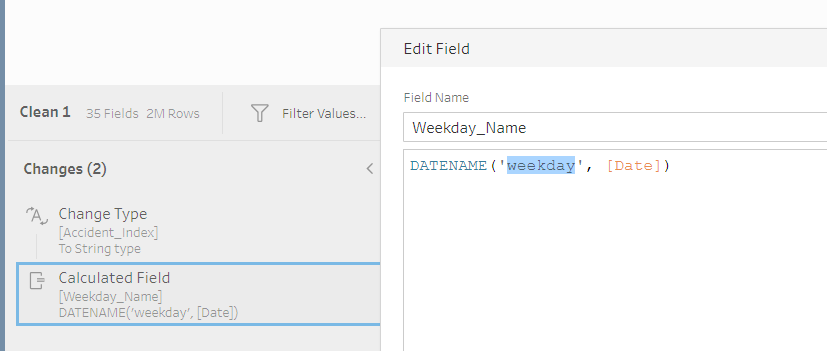 Edit Field
Clean 1 35 Fields 2M Rows Filter Values...
Field Name
Weekday_Name
Changes (2)
DATENAME('weekday', [Date])
Change Type
[Accident_Index]
To String type
Calculated Field
[Weekday_Name]
DATENAME('weekday', [Date])